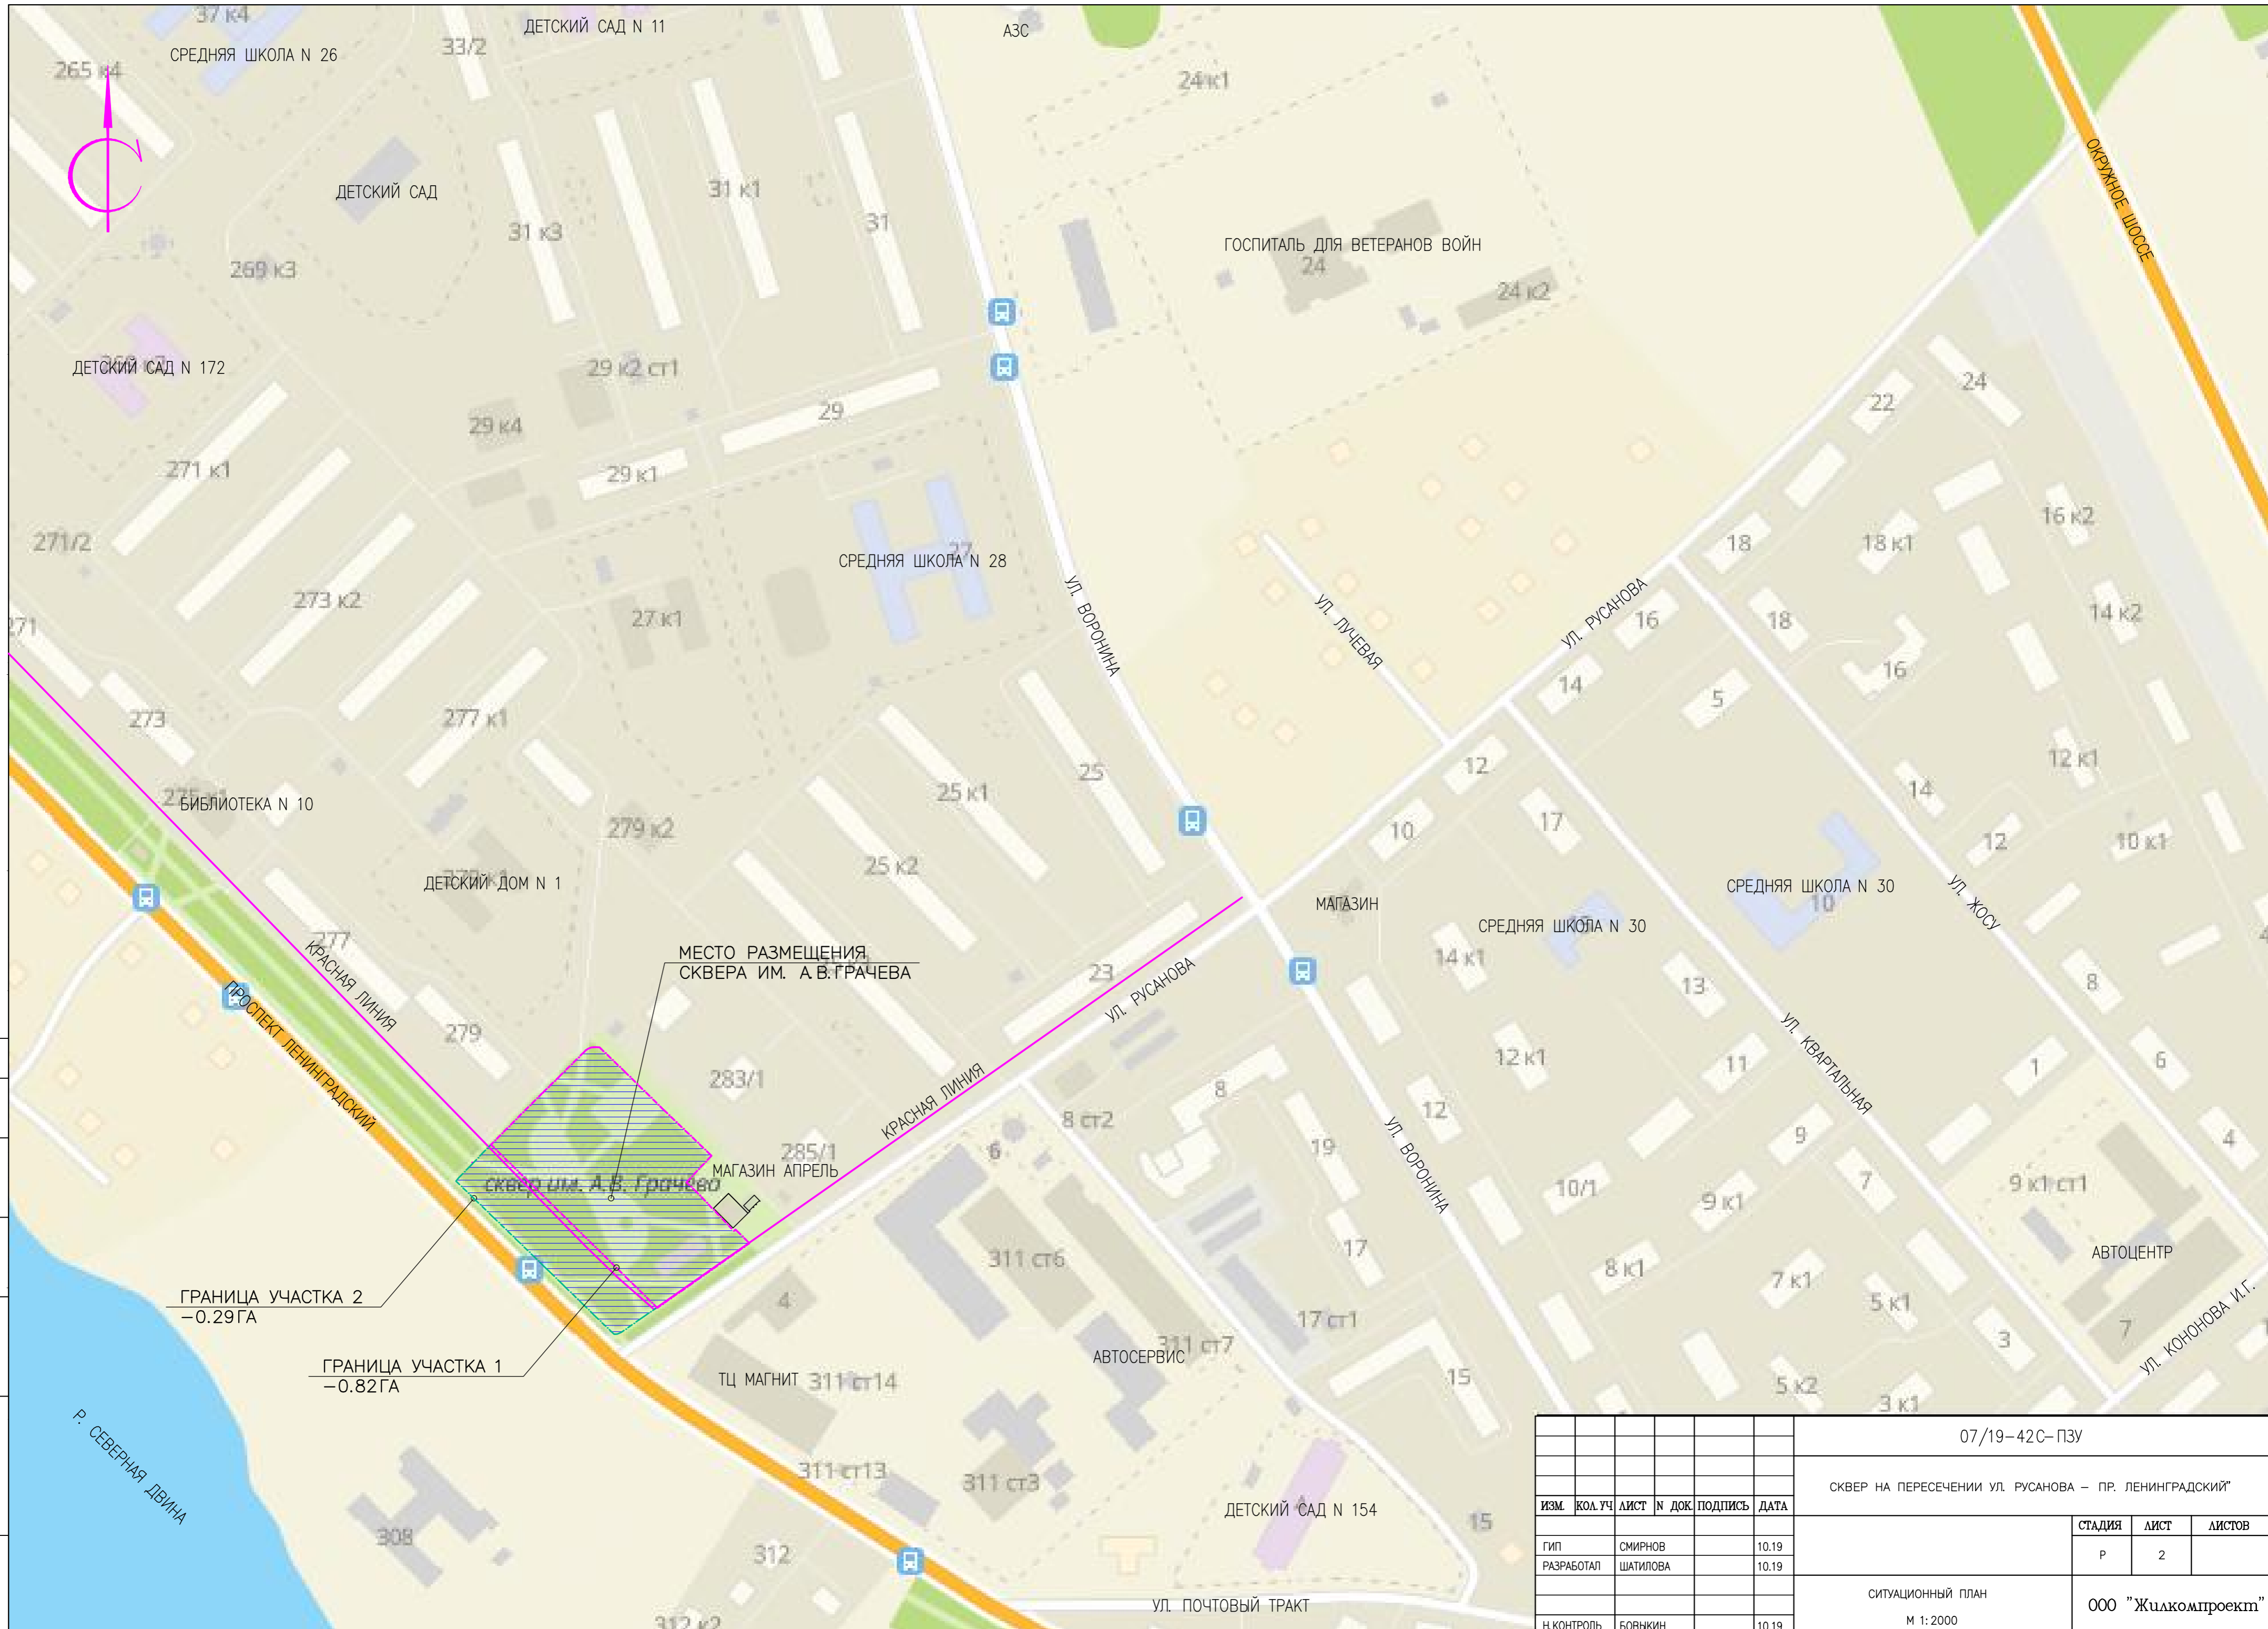 37 к4
СРЕДНЯЯ ШКОЛА N 26
33/2
ДЕТСКИЙ САД N 11
АЗС
265 к4
24 к1
ОКРУЖНОЕ ШОССЕ
С
ДЕТСКИЙ САД
31 к1
31 к3
31
ГОСПИТАЛЬ ДЛЯ ВЕТЕРАНОВ ВОЙН
24
269 к3
24 к2
ДЕТСКИЙ САД N 172
29 к2 ст1
24
22
29
29 к4
271 к1
29 к1
16 к2
271/2
18
18 к1
СРЕДНЯЯ ШКОЛА N 28
27
УЛ. ВОРОНИНА
УЛ. ЛУЧЕВАЯ
УЛ. РУСАНОВА
273 к2
27 к1
16
18
14 к2
271
16
14
5
273
277 к1
12
12 к1
25
25 к1
14
БИБЛИОТЕКА N 10
279 к2
10
17
12
10 к1
25 к2
ДЕТСКИЙ ДОМ N 1
СРЕДНЯЯ ШКОЛА N 30
10
УЛ. ЖОСУ
МАГАЗИН
СРЕДНЯЯ ШКОЛА N 30
277
КРАСНАЯ ЛИНИЯ
МЕСТО РАЗМЕЩЕНИЯ
СКВЕРА ИМ. А.В.ГРАЧЕВА
14 к1
23
УЛ. РУСАНОВА
13
8
ПРОСПЕКТ ЛЕНИНГРАДСКИЙ
279
12 к1
УЛ. КВАРТАЛЬНАЯ
11
1
6
283/1
КРАСНАЯ ЛИНИЯ
8
8 ст2
12
УЛ. ВОРОНИНА
9
4
285/1
6
19
МАГАЗИН АПРЕЛЬ
сквер им. А.В. Грачёва
10/1
9 к1
7
9 к1 ст1
17
311 ст6
АВТОЦЕНТР
8 к1
7 к1
ГРАНИЦА УЧАСТКА 2
-0.29ГА
4
17 ст1
5 к1
3
7
УЛ. КОНОНОВА И.Г.
311 ст7
АВТОСЕРВИС
ГРАНИЦА УЧАСТКА 1
-0.82ГА
ТЦ МАГНИТ
311 ст14
15
5 к2
3 к1
Р. СЕВЕРНАЯ ДВИНА
311 ст13
311 ст3
ДЕТСКИЙ САД N 154
4
15
308
312
312 к2
УЛ. ПОЧТОВЫЙ ТРАКТ
07/19-42С-ПЗУ
СКВЕР НА ПЕРЕСЕЧЕНИИ УЛ. РУСАНОВА - ПР. ЛЕНИНГРАДСКИЙ"
ИЗМ. КОЛ.УЧ ЛИСТ N ДОК. ПОДПИСЬ ДАТА
СТАДИЯ ЛИСТ ЛИСТОВ
Р 2
ГИП СМИРНОВ 10.19
РАЗРАБОТАЛ ШАТИЛОВА 10.19
СИТУАЦИОННЫЙ ПЛАН
М 1:2000
ООО "Жилкомпроект"
Н.КОНТРОЛЬ БОВЫКИН 10.19